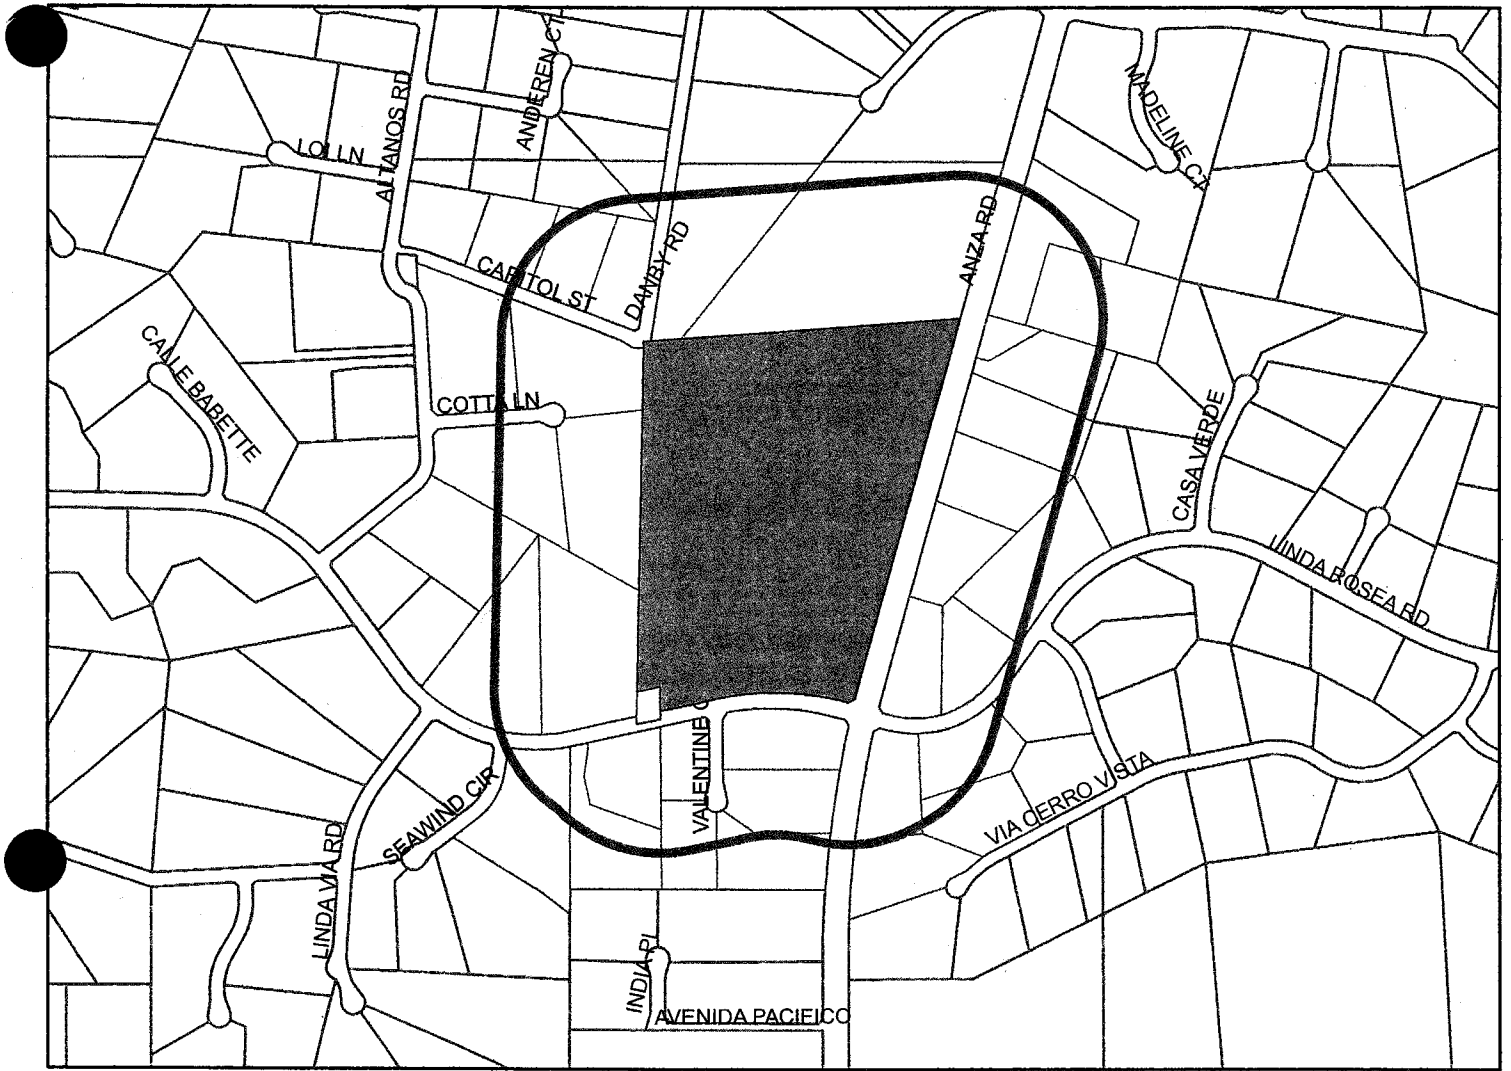 ANDEREN CT
ALTANOS RD
LOI LN
MADELINE CT
CAPITOL ST
DANBY RD
ANZA RD
CALLE BABETTE
COTTA LN
CASA VERDE
LINDA ROSEA RD
VALENTINE C
SEAWIND CIR
LINDA VIA RD
VIA CERRO VISTA
INDIA PL
AVENIDA PACIFICO